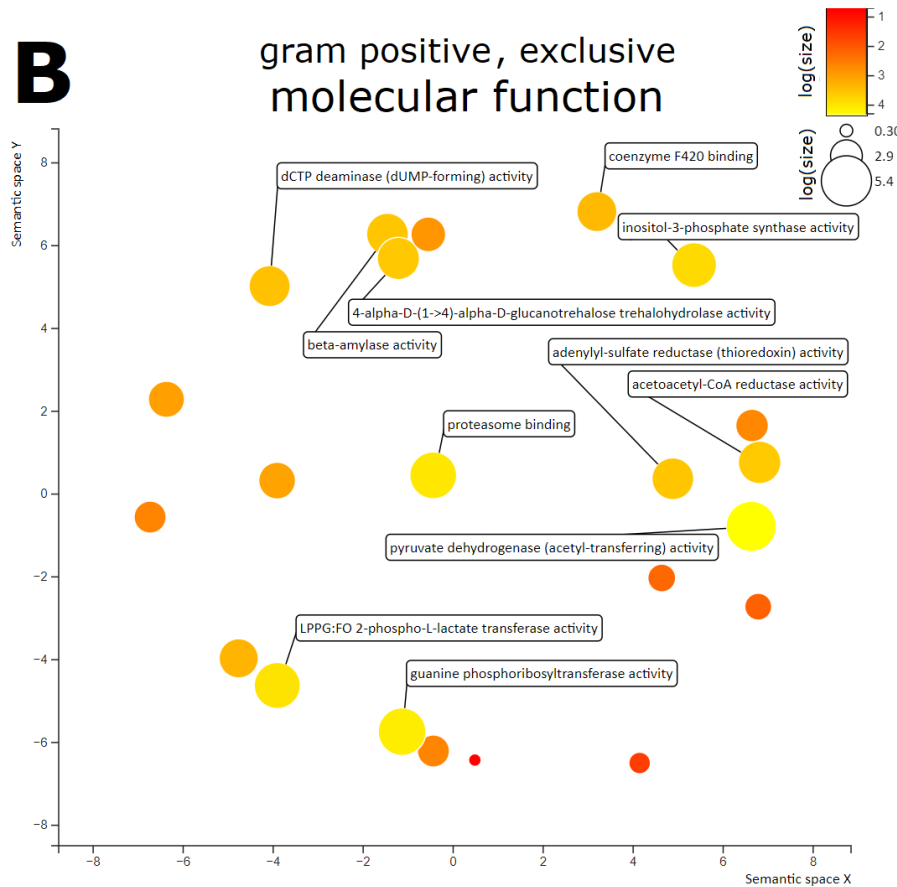 B
gram positive, exclusive
molecular function
log(size)
1
2
3
4
log(size)
0.30
2.9
5.4
Semantic space Y
8
6
4
2
0
−2
−4
−6
−8
dCTP deaminase (dUMP-forming) activity
coenzyme F420 binding
inositol-3-phosphate synthase activity
4-alpha-D-(1->4)-alpha-D-glucanotrehalose trehalohydrolase activity
beta-amylase activity
adenylyl-sulfate reductase (thioredoxin) activity
acetoacetyl-CoA reductase activity
proteasome binding
pyruvate dehydrogenase (acetyl-transferring) activity
LPPG:FO 2-phospho-L-lactate transferase activity
guanine phosphoribosyltransferase activity
−8
−6
−4
−2
0
2
4
6
8
Semantic space X